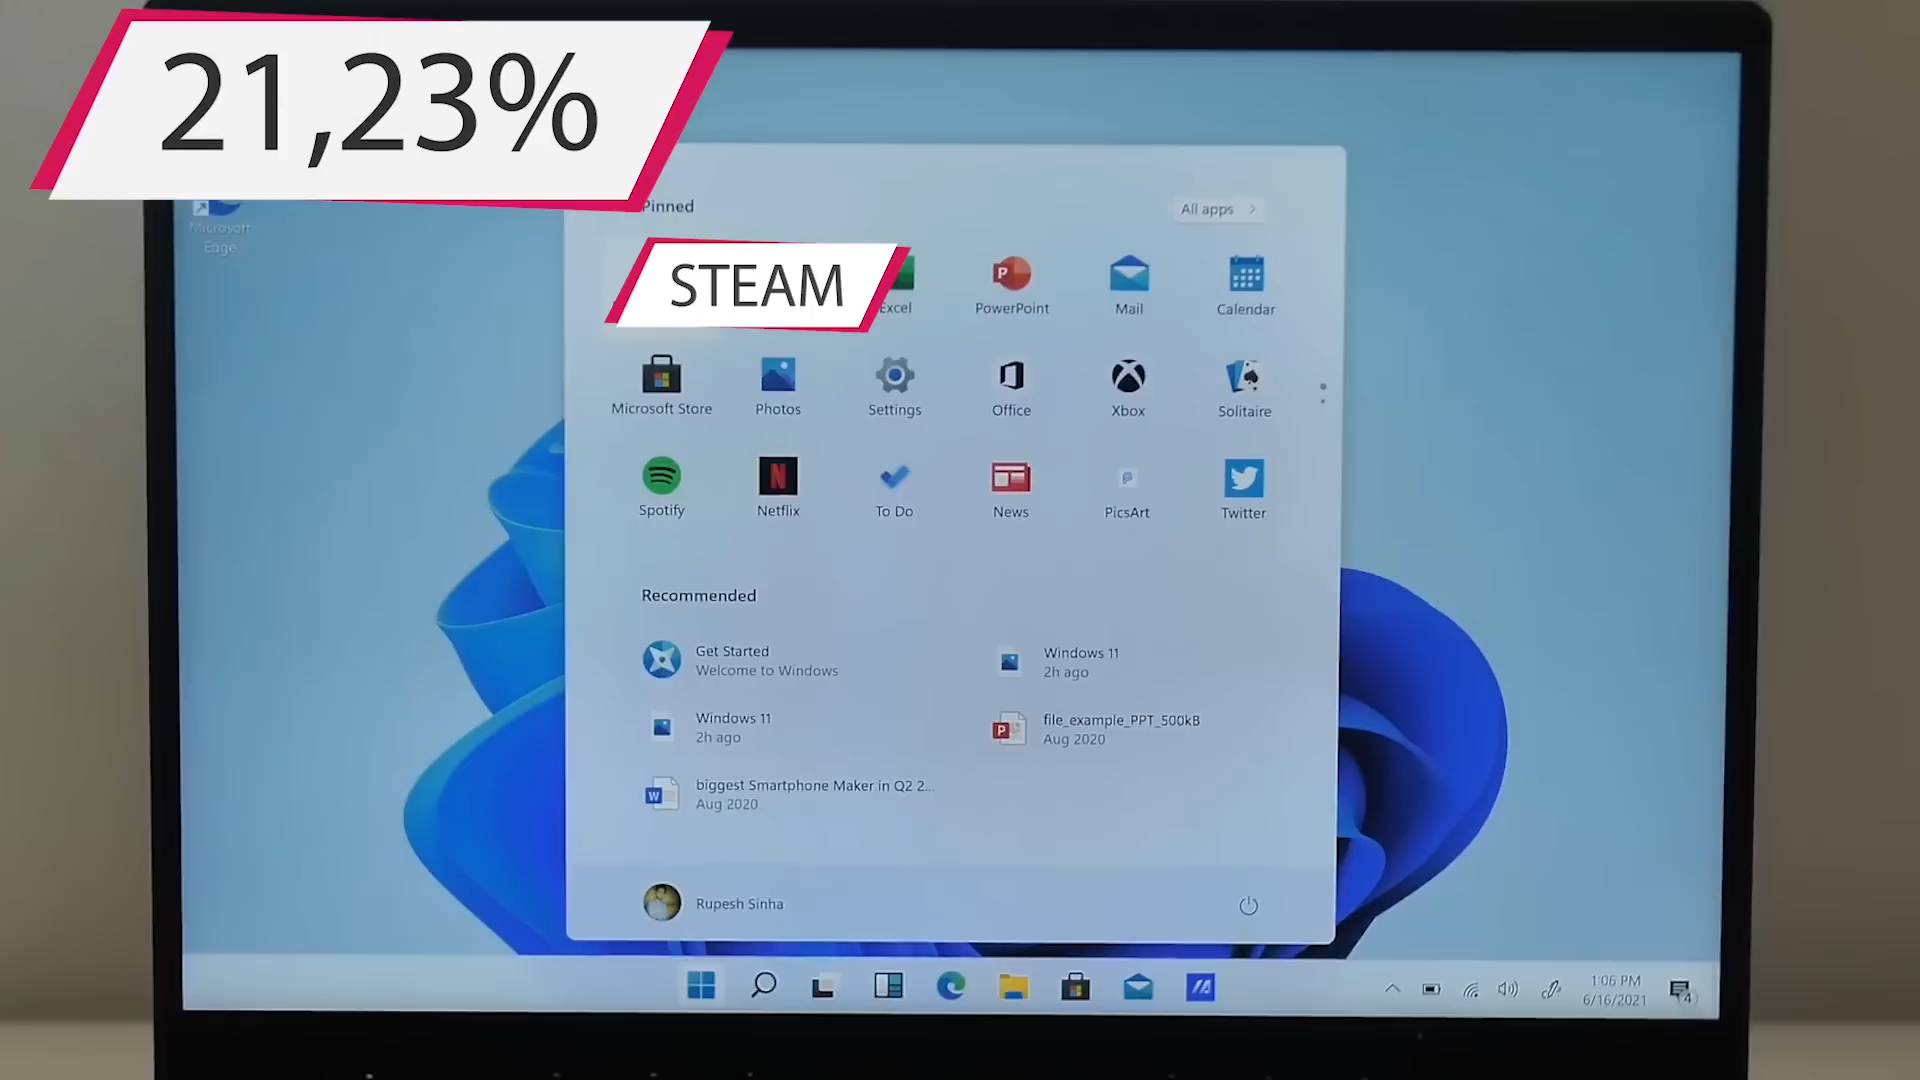 21,23%
Microsoft
Edge
Pinned
All apps
STEAM
Excel
PowerPoint
Mail
Calendar
Microsoft Store
Photos
Settings
Office
Xbox
Solitaire
Spotify
Netflix
To Do
News
PicsArt
Twitter
Recommended
Get Started
Welcome to Windows
Windows 11
2h ago
Windows 11
2h ago
file_example_PPT_500kB
Aug 2020
biggest Smartphone Maker in Q2 2...
Aug 2020
Rupesh Sinha
1:06 PM
6/16/2021
4